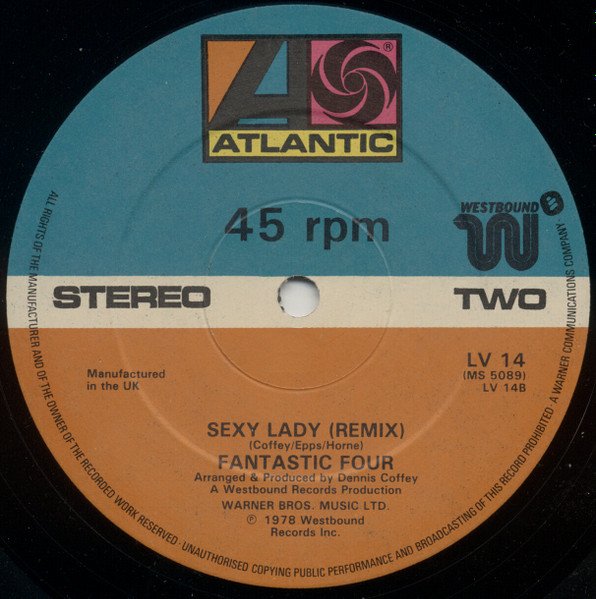 ATLANTIC
®
45 rpm
WESTBOUND
STEREO
TWO
Manufactured
in the UK
LV 14
(MS 5089)
LV 14B
SEXY LADY (REMIX)
(Coffey/Epps/Horne)
FANTASTIC FOUR
Arranged & Produced by Dennis Coffey
A Westbound Records Production
WARNER BROS. MUSIC LTD.
℗ 1978 Westbound
Records Inc.
ALL RIGHTS OF THE MANUFACTURER AND OF THE OWNER OF THE RECORDED WORK RESERVED · UNAUTHORISED COPYING PUBLIC PERFORMANCE AND BROADCASTING OF THIS RECORD PROHIBITED A WARNER COMMUNICATIONS COMPANY